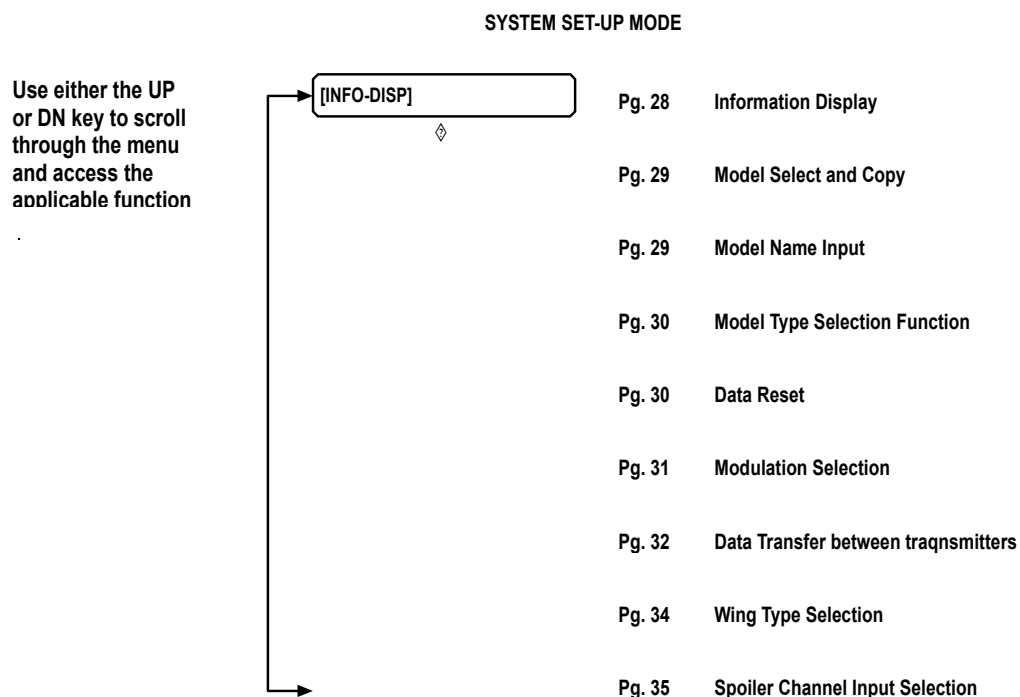 SYSTEM SET-UP MODE
Use either the UP
or DN key to scroll
through the menu
and access the
applicable function
.
[INFO-DISP]
Pg. 28 Information Display
Pg. 29 Model Select and Copy
Pg. 29 Model Name Input
Pg. 30 Model Type Selection Function
Pg. 30 Data Reset
Pg. 31 Modulation Selection
Pg. 32 Data Transfer between traqnsmitters
Pg. 34 Wing Type Selection
Pg. 35 Spoiler Channel Input Selection